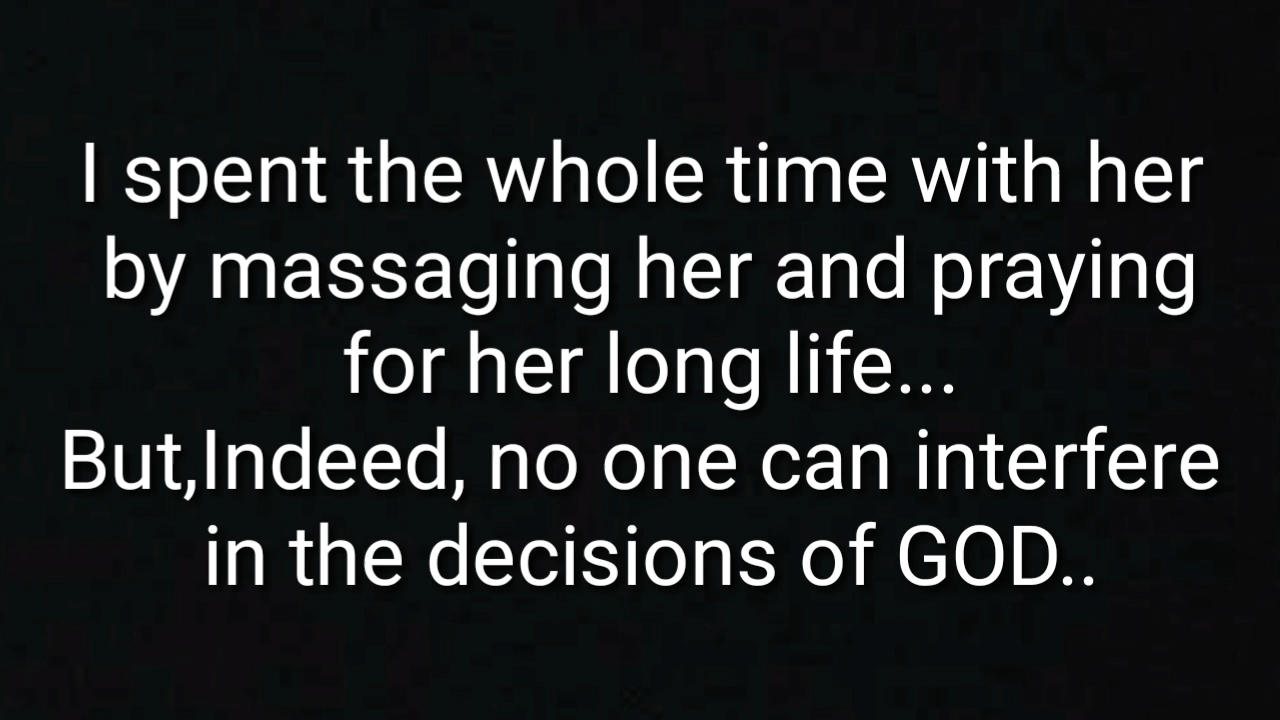 I spent the whole time with her
by massaging her and praying
for her long life...
But,Indeed, no one can interfere
in the decisions of GOD..